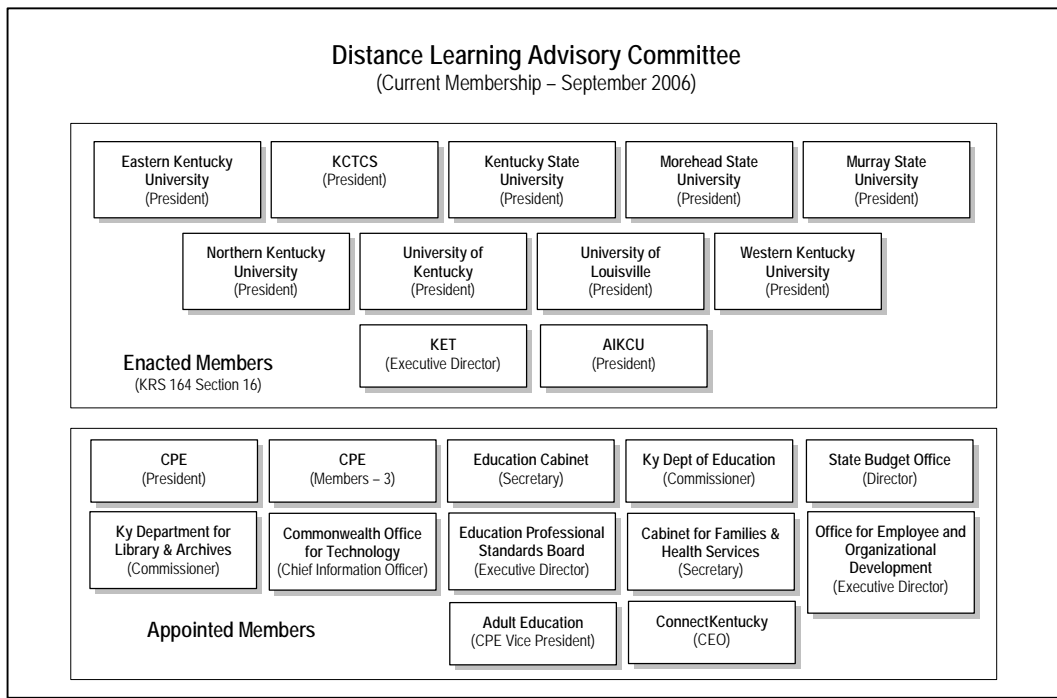 Distance Learning Advisory Committee
(Current Membership – September 2006)
Eastern Kentucky
University
(President)
KCTCS
(President)
Kentucky State
University
(President)
Morehead State
University
(President)
Murray State
University
(President)
Northern Kentucky
University
(President)
University of
Kentucky
(President)
University of
Louisville
(President)
Western Kentucky
University
(President)
KET
(Executive Director)
AIKCU
(President)
Enacted Members
(KRS 164 Section 16)
CPE
(President)
CPE
(Members – 3)
Education Cabinet
(Secretary)
Ky Dept of Education
(Commissioner)
State Budget Office
(Director)
Ky Department for
Library & Archives
(Commissioner)
Commonwealth Office
for Technology
(Chief Information Officer)
Education Professional
Standards Board
(Executive Director)
Cabinet for Families &
Health Services
(Secretary)
Office for Employee and
Organizational
Development
(Executive Director)
Adult Education
(CPE Vice President)
ConnectKentucky
(CEO)
Appointed Members